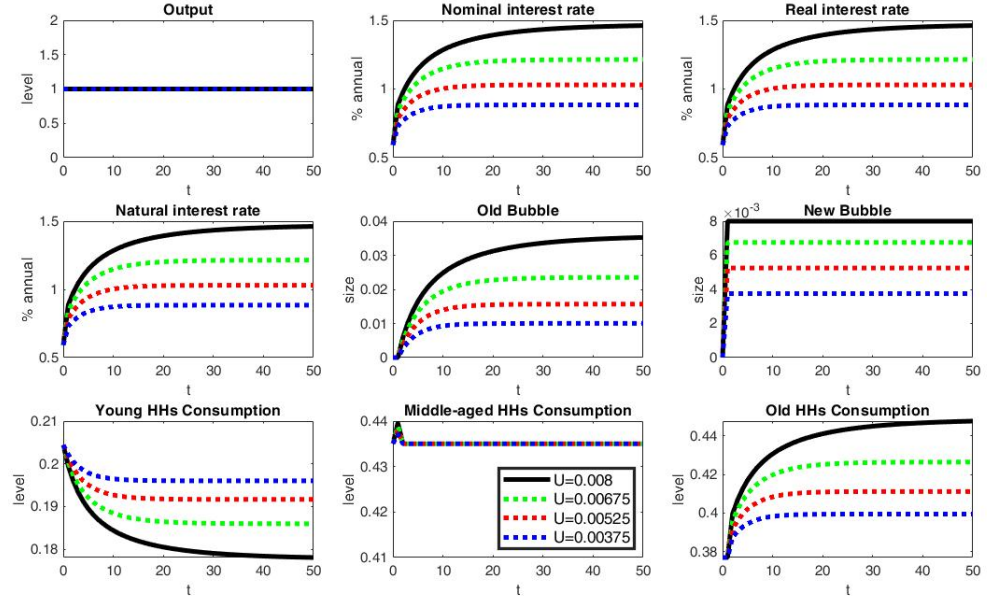 Output
2
1.5
1
0.5
0
level
0 10 20 30 40 50
t
Nominal interest rate
1.5
1
0.5
% annual
0 10 20 30 40 50
t
Real interest rate
1.5
1
0.5
% annual
0 10 20 30 40 50
t
Natural interest rate
1.5
1
0.5
% annual
0 10 20 30 40 50
t
Old Bubble
0.04
0.03
0.02
0.01
0
size
0 10 20 30 40 50
t
New Bubble
×10⁻³
8
6
4
2
0
size
0 10 20 30 40 50
t
Young HHs Consumption
0.21
0.2
0.19
0.18
level
0 10 20 30 40 50
t
Middle-aged HHs Consumption
0.44
0.43
0.42
0.41
level
U=0.008
U=0.00675
U=0.00525
U=0.00375
0 10 20 30 40 50
t
Old HHs Consumption
0.44
0.42
0.4
0.38
level
0 10 20 30 40 50
t